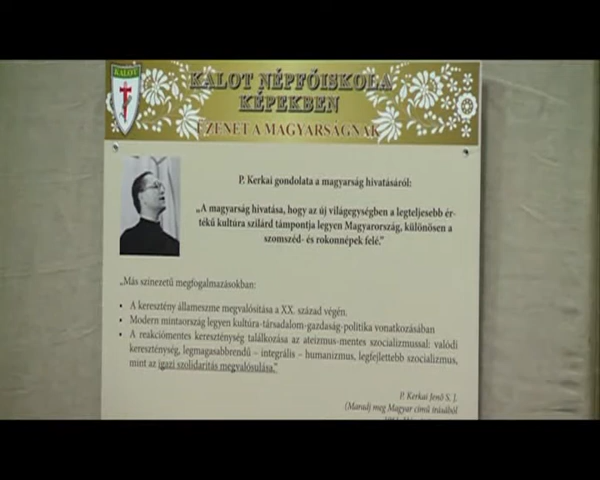 KALOT
KALOT NÉPFŐISKOLA
KÉPEKBEN
ÜZENET A MAGYARSÁGNAK
P. Kerkai gondolata a magyarság hivatásáról:
„A magyarság hivatása, hogy az új világegységben a legteljesebb ér-
tékű kultúra szilárd támpontja legyen Magyarország, különösen a
szomszéd- és rokonnépek felé."
„Más színezetű megfogalmazásokban:
• A keresztény államesz­me megvalósítása a XX. század végén.
• Modern mintaország legyen kultúra-társadalom-gazdaság-politika vonatkozásában
• A reakciómentes kereszténység találkozása az ateizmus-mentes szocializmussal: valódi
kereszténység, legmagasabbrendű – integrális – humanizmus, legfejlettebb szocializmus,
mint az igazi szolidaritás megvalósulása."
P. Kerkai Jenő S. J.
(Maradj meg Magyar című írásából